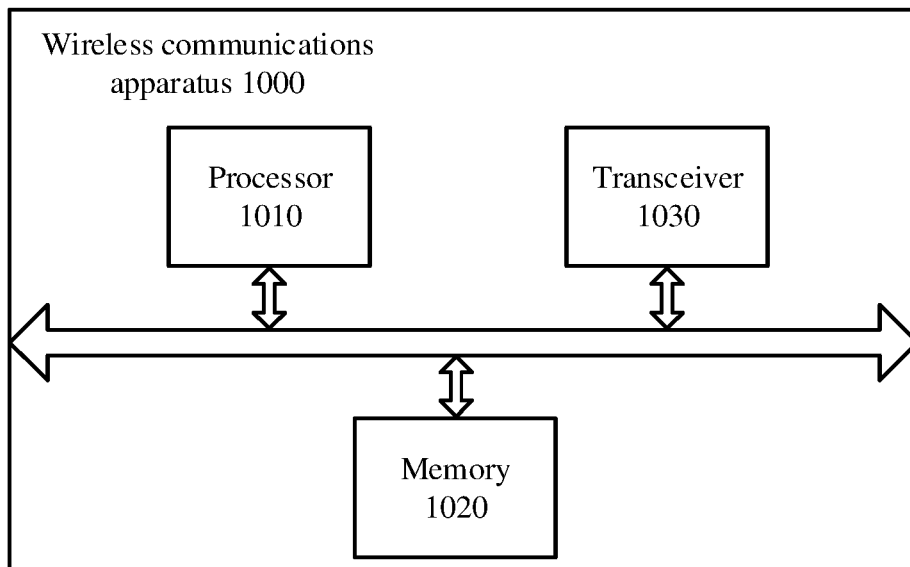 Wireless communications
apparatus 1000
Processor
1010
Transceiver
1030
Memory
1020